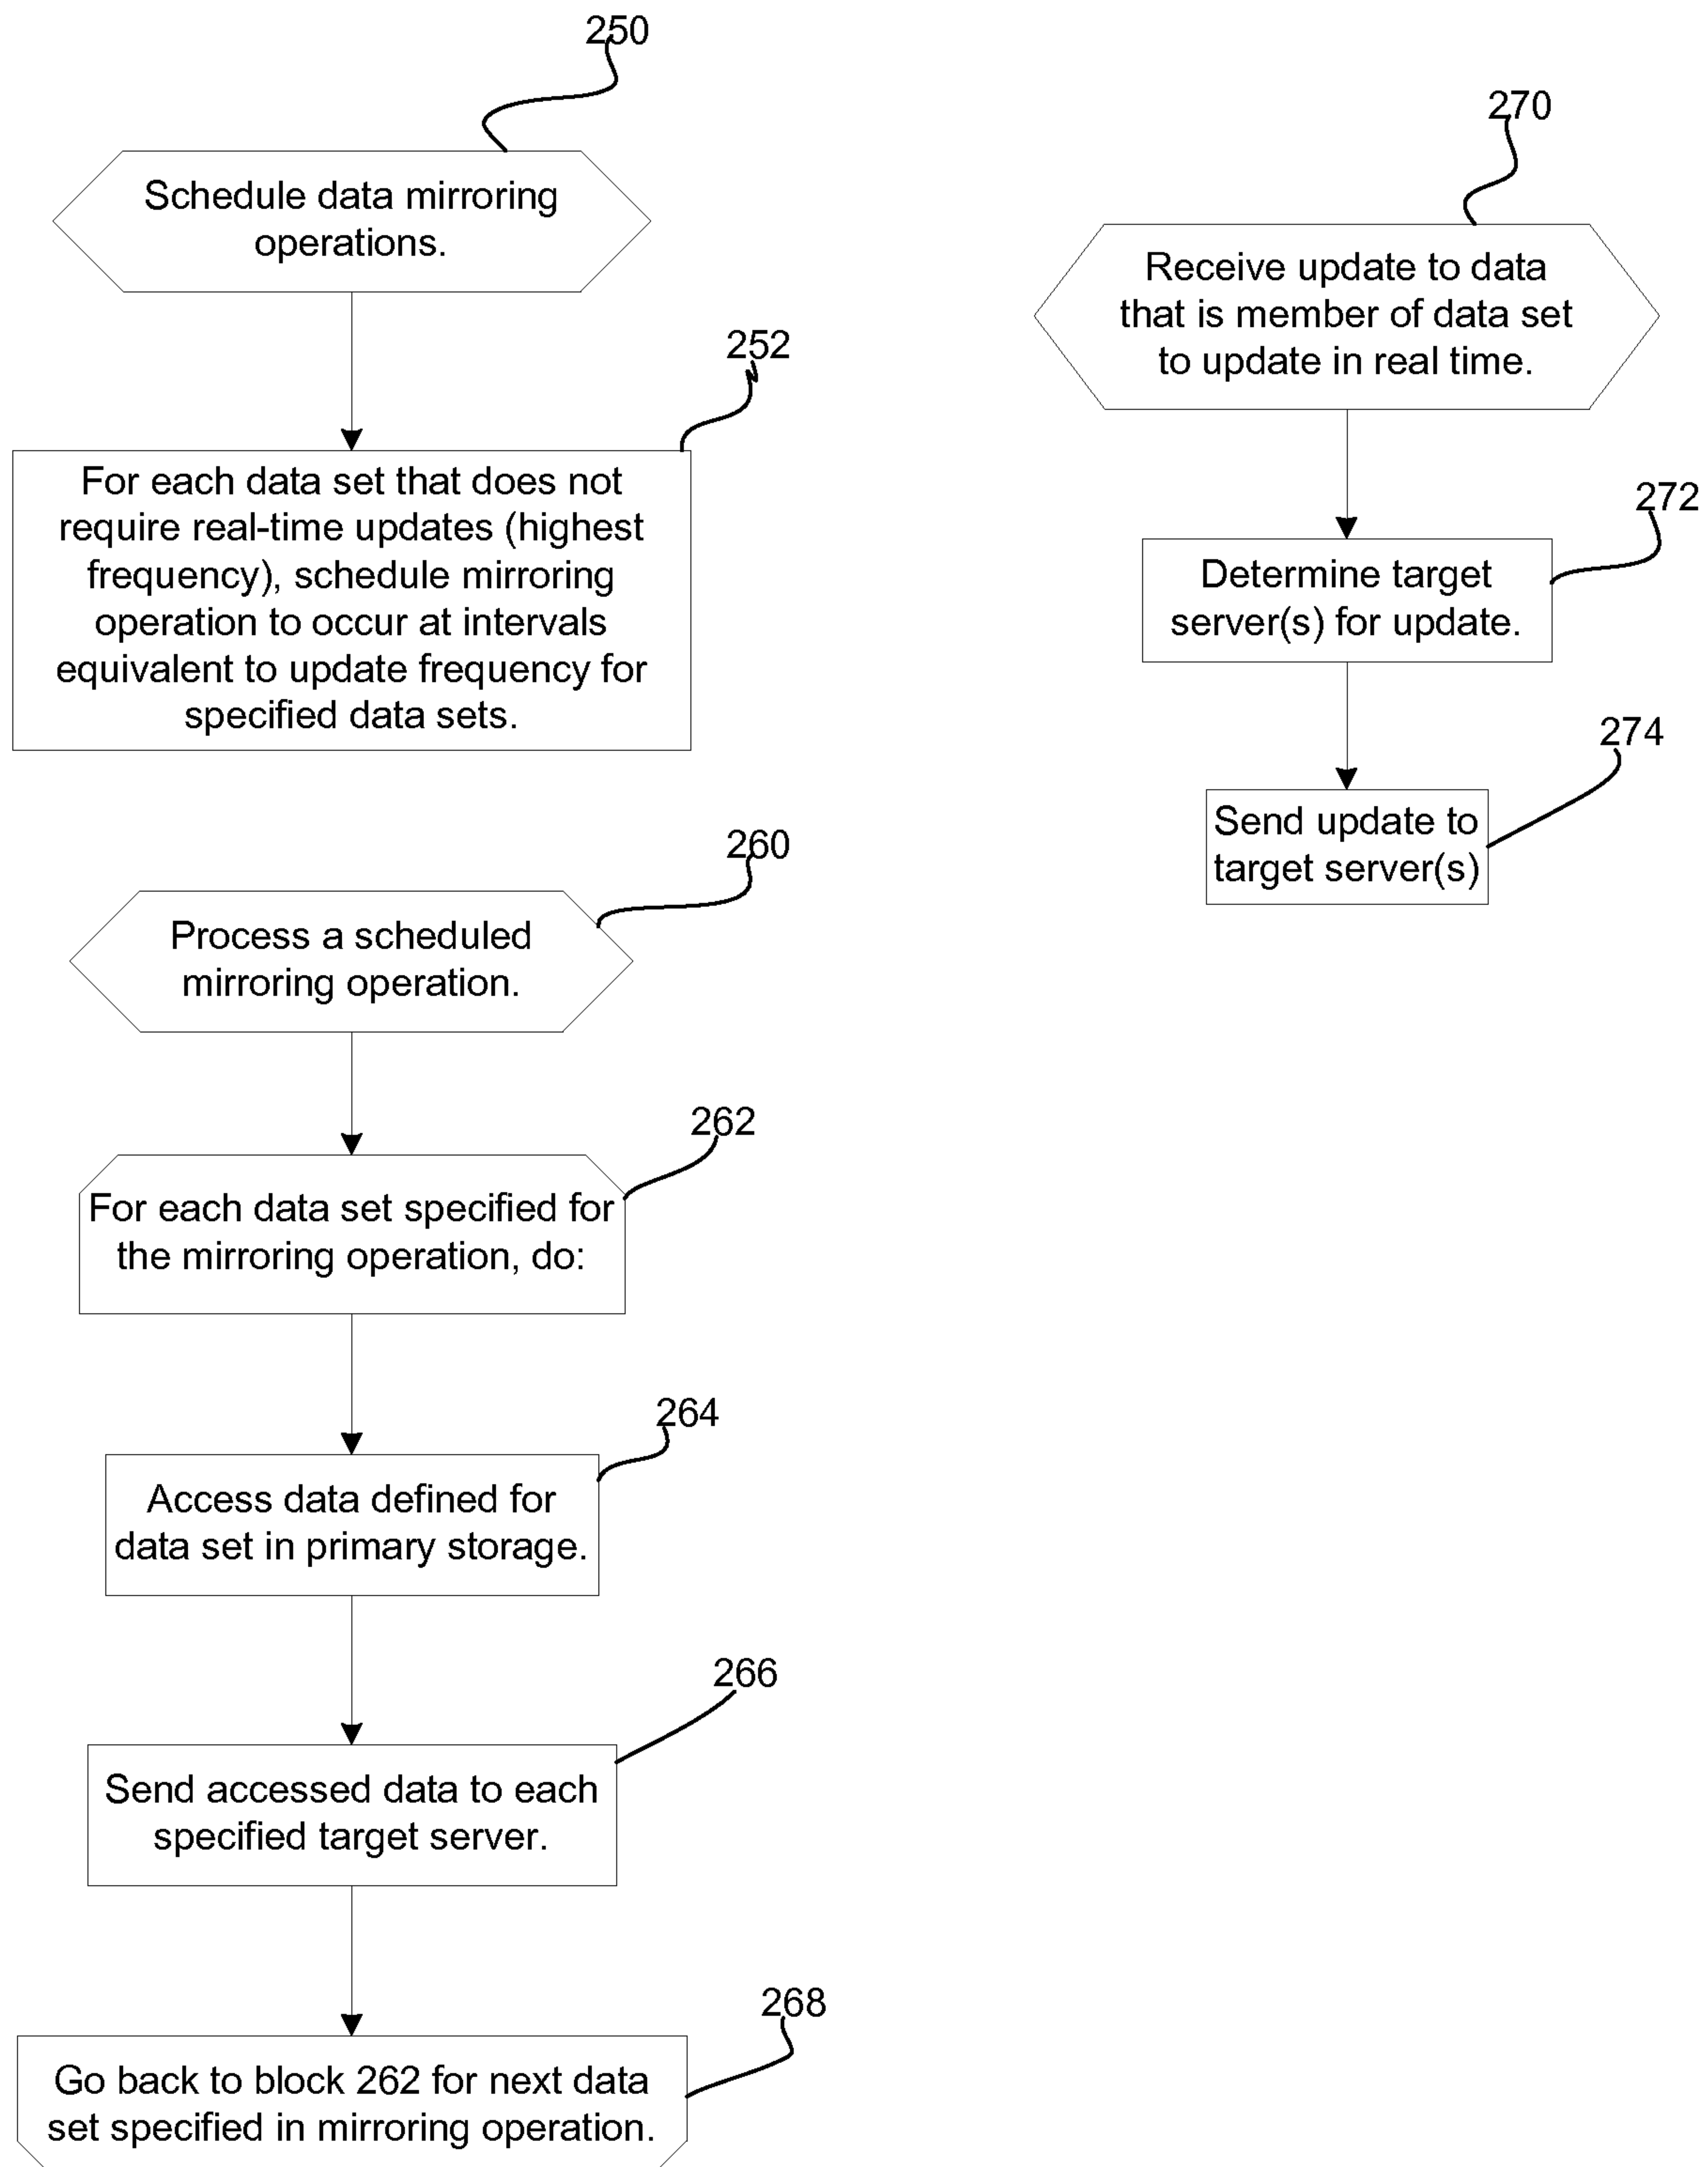 250
Schedule data mirroring
operations.
252
For each data set that does not
require real-time updates (highest
frequency), schedule mirroring
operation to occur at intervals
equivalent to update frequency for
specified data sets.
260
Process a scheduled
mirroring operation.
262
For each data set specified for
the mirroring operation, do:
264
Access data defined for
data set in primary storage.
266
Send accessed data to each
specified target server.
268
Go back to block 262 for next data
set specified in mirroring operation.
270
Receive update to data
that is member of data set
to update in real time.
272
Determine target
server(s) for update.
274
Send update to
target server(s)